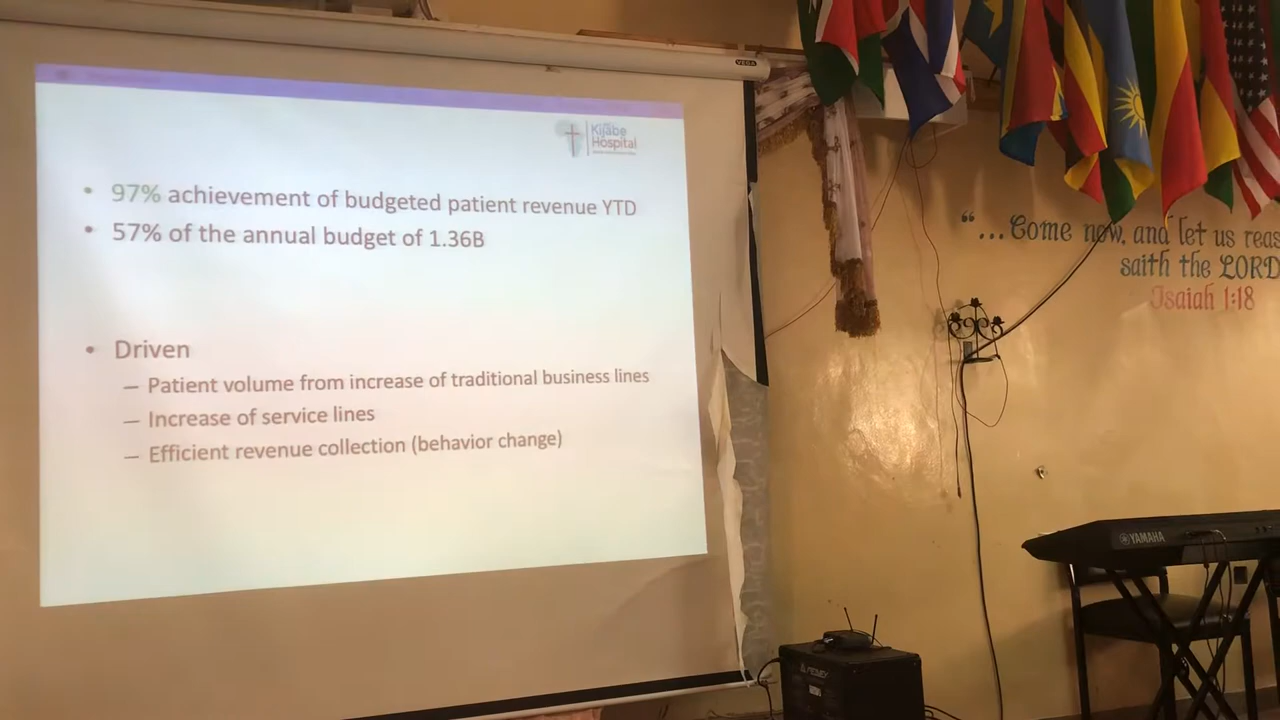 VEGA
Kijabe
Hospital
• 97% achievement of budgeted patient revenue YTD
• 57% of the annual budget of 1.36B
• Driven
– Patient volume from increase of traditional business lines
– Increase of service lines
– Efficient revenue collection (behavior change)
“...Come now, and let us reas
saith the LORD
Isaiah 1:18
YAMAHA
PEAVEY